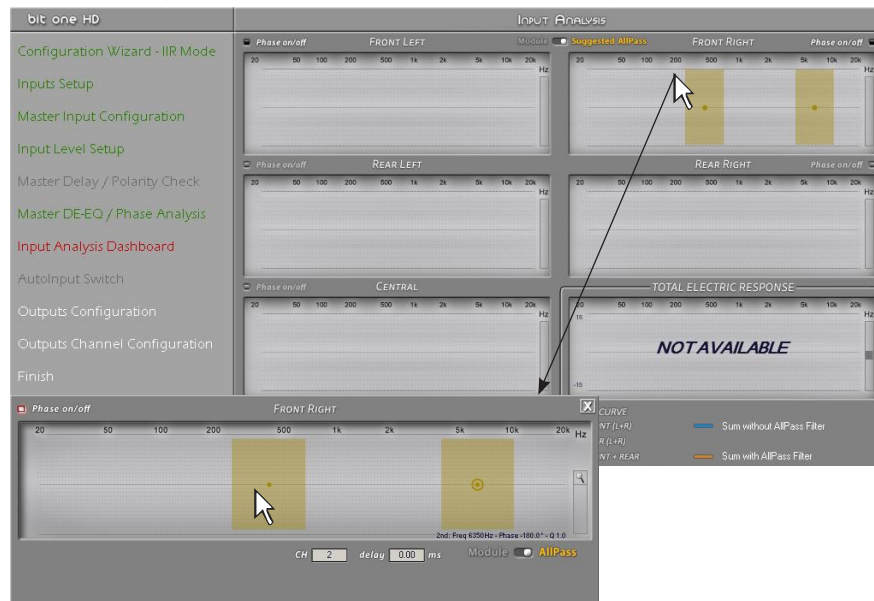 bit one HD
Input Analysis
Configuration Wizard - IIR Mode
Inputs Setup
Master Input Configuration
Input Level Setup
Master Delay / Polarity Check
Master DE-EQ / Phase Analysis
Input Analysis Dashboard
AutoInput Switch
Outputs Configuration
Outputs Channel Configuration
Finish
Phase on/off Front Left Module Suggested AllPass Front Right Phase on/off
20 50 100 200 500 1k 2k 5k 10k 20k Hz
20 50 100 200 500 1k 2k 5k 10k 20k Hz
Phase on/off Rear Left Rear Right Phase on/off
20 50 100 200 500 1k 2k 5k 10k 20k Hz
20 50 100 200 500 1k 2k 5k 10k 20k Hz
Phase on/off Central TOTAL ELECTRIC RESPONSE
20 50 100 200 500 1k 2k 5k 10k 20k Hz
20 50 100 200 500 1k 2k 5k 10k 20k Hz
15
NOT AVAILABLE
-15
CURVE
NT (L+R) Sum without AllPass Filter
R (L+R)
NT + REAR Sum with AllPass Filter
Phase on/off Front Right X
20 50 100 200 500 1k 2k 5k 10k 20k Hz
2nd: Freq 6350Hz - Phase -180.0° - Q 1.0
CH 2 delay 0.00 ms Module AllPass